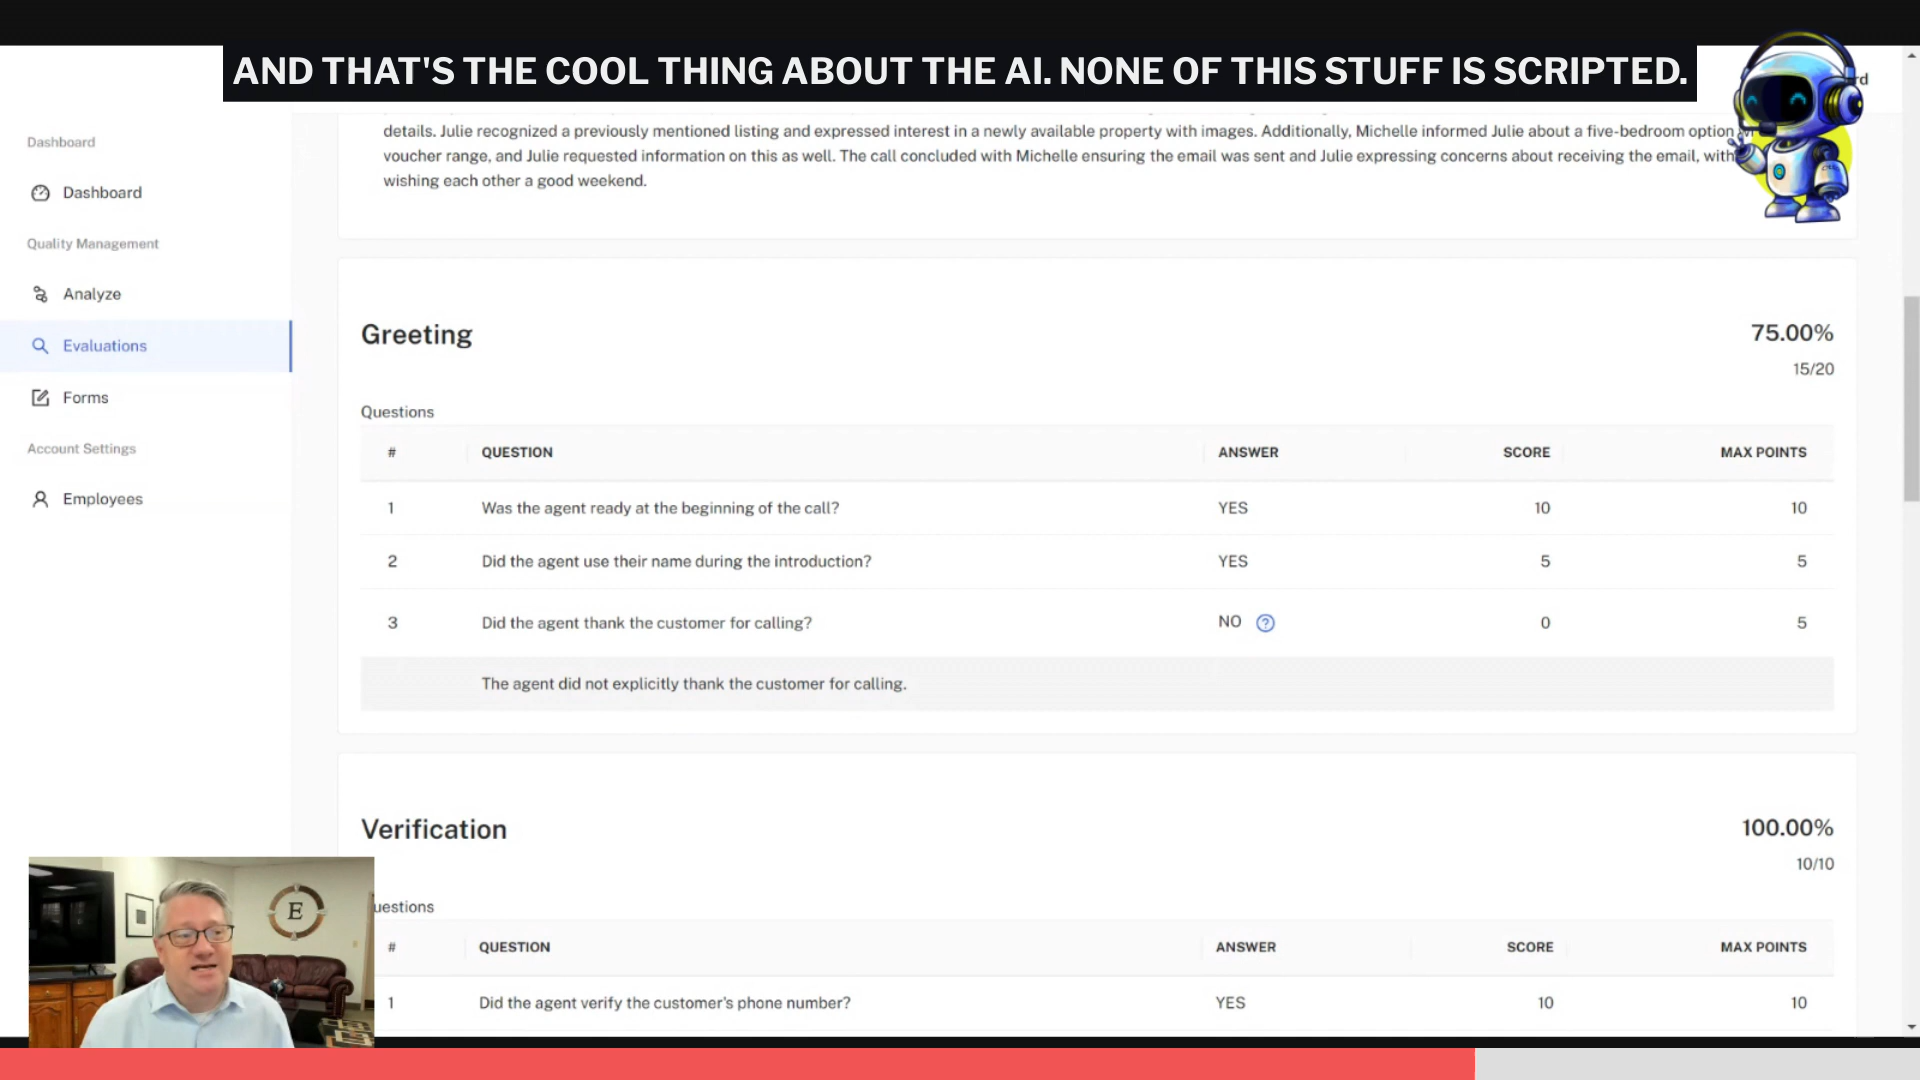 AND THAT'S THE COOL THING ABOUT THE AI. NONE OF THIS STUFF IS SCRIPTED.
rd
details. Julie recognized a previously mentioned listing and expressed interest in a newly available property with images. Additionally, Michelle informed Julie about a five-bedroom option
voucher range, and Julie requested information on this as well. The call concluded with Michelle ensuring the email was sent and Julie expressing concerns about receiving the email, with
wishing each other a good weekend.
Dashboard
Dashboard
Quality Management
Analyze
Evaluations
Forms
Account Settings
Employees
Greeting
75.00%
15/20
Questions
# QUESTION ANSWER SCORE MAX POINTS
1 Was the agent ready at the beginning of the call? YES 10 10
2 Did the agent use their name during the introduction? YES 5 5
3 Did the agent thank the customer for calling? NO ? 0 5
The agent did not explicitly thank the customer for calling.
Verification
100.00%
10/10
uestions
# QUESTION ANSWER SCORE MAX POINTS
1 Did the agent verify the customer's phone number? YES 10 10
E